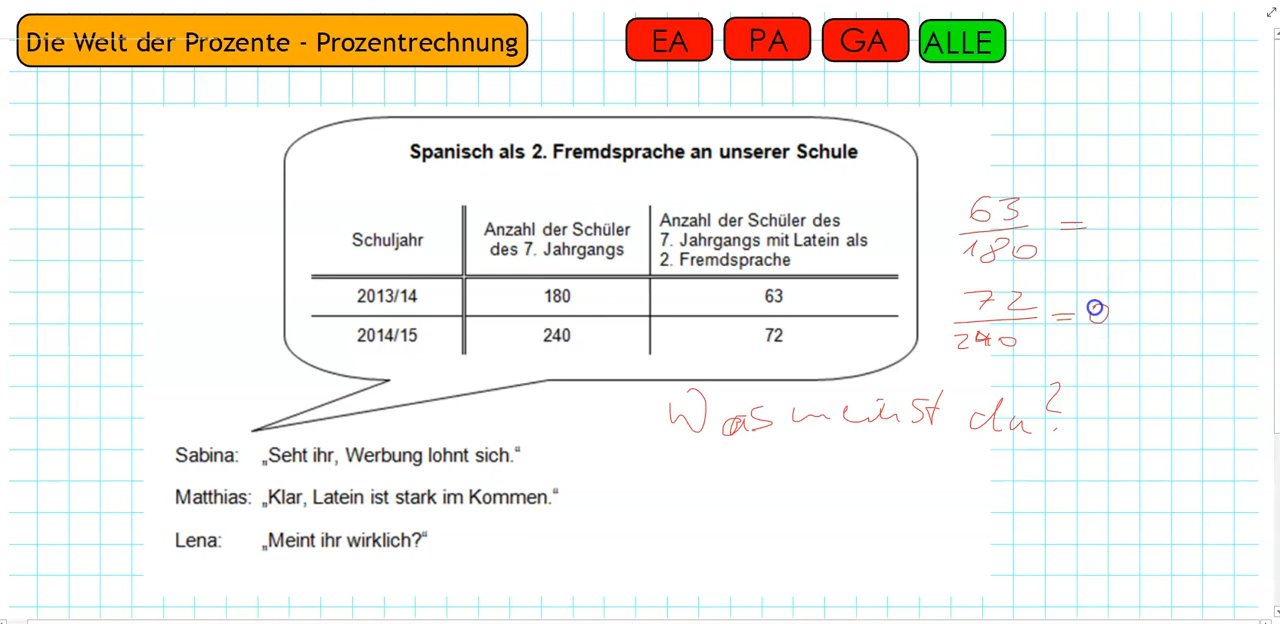 Die Welt der Prozente - Prozentrechnung
EA PA GA ALLE
Spanisch als 2. Fremdsprache an unserer Schule
Schuljahr
Anzahl der Schüler
des 7. Jahrgangs
Anzahl der Schüler des
7. Jahrgangs mit Latein als
2. Fremdsprache
2013/14 180 63
2014/15 240 72
63
180 =
72
240 = 0
Was meinst du?
Sabina: „Seht ihr, Werbung lohnt sich.“
Matthias: „Klar, Latein ist stark im Kommen.“
Lena: „Meint ihr wirklich?“